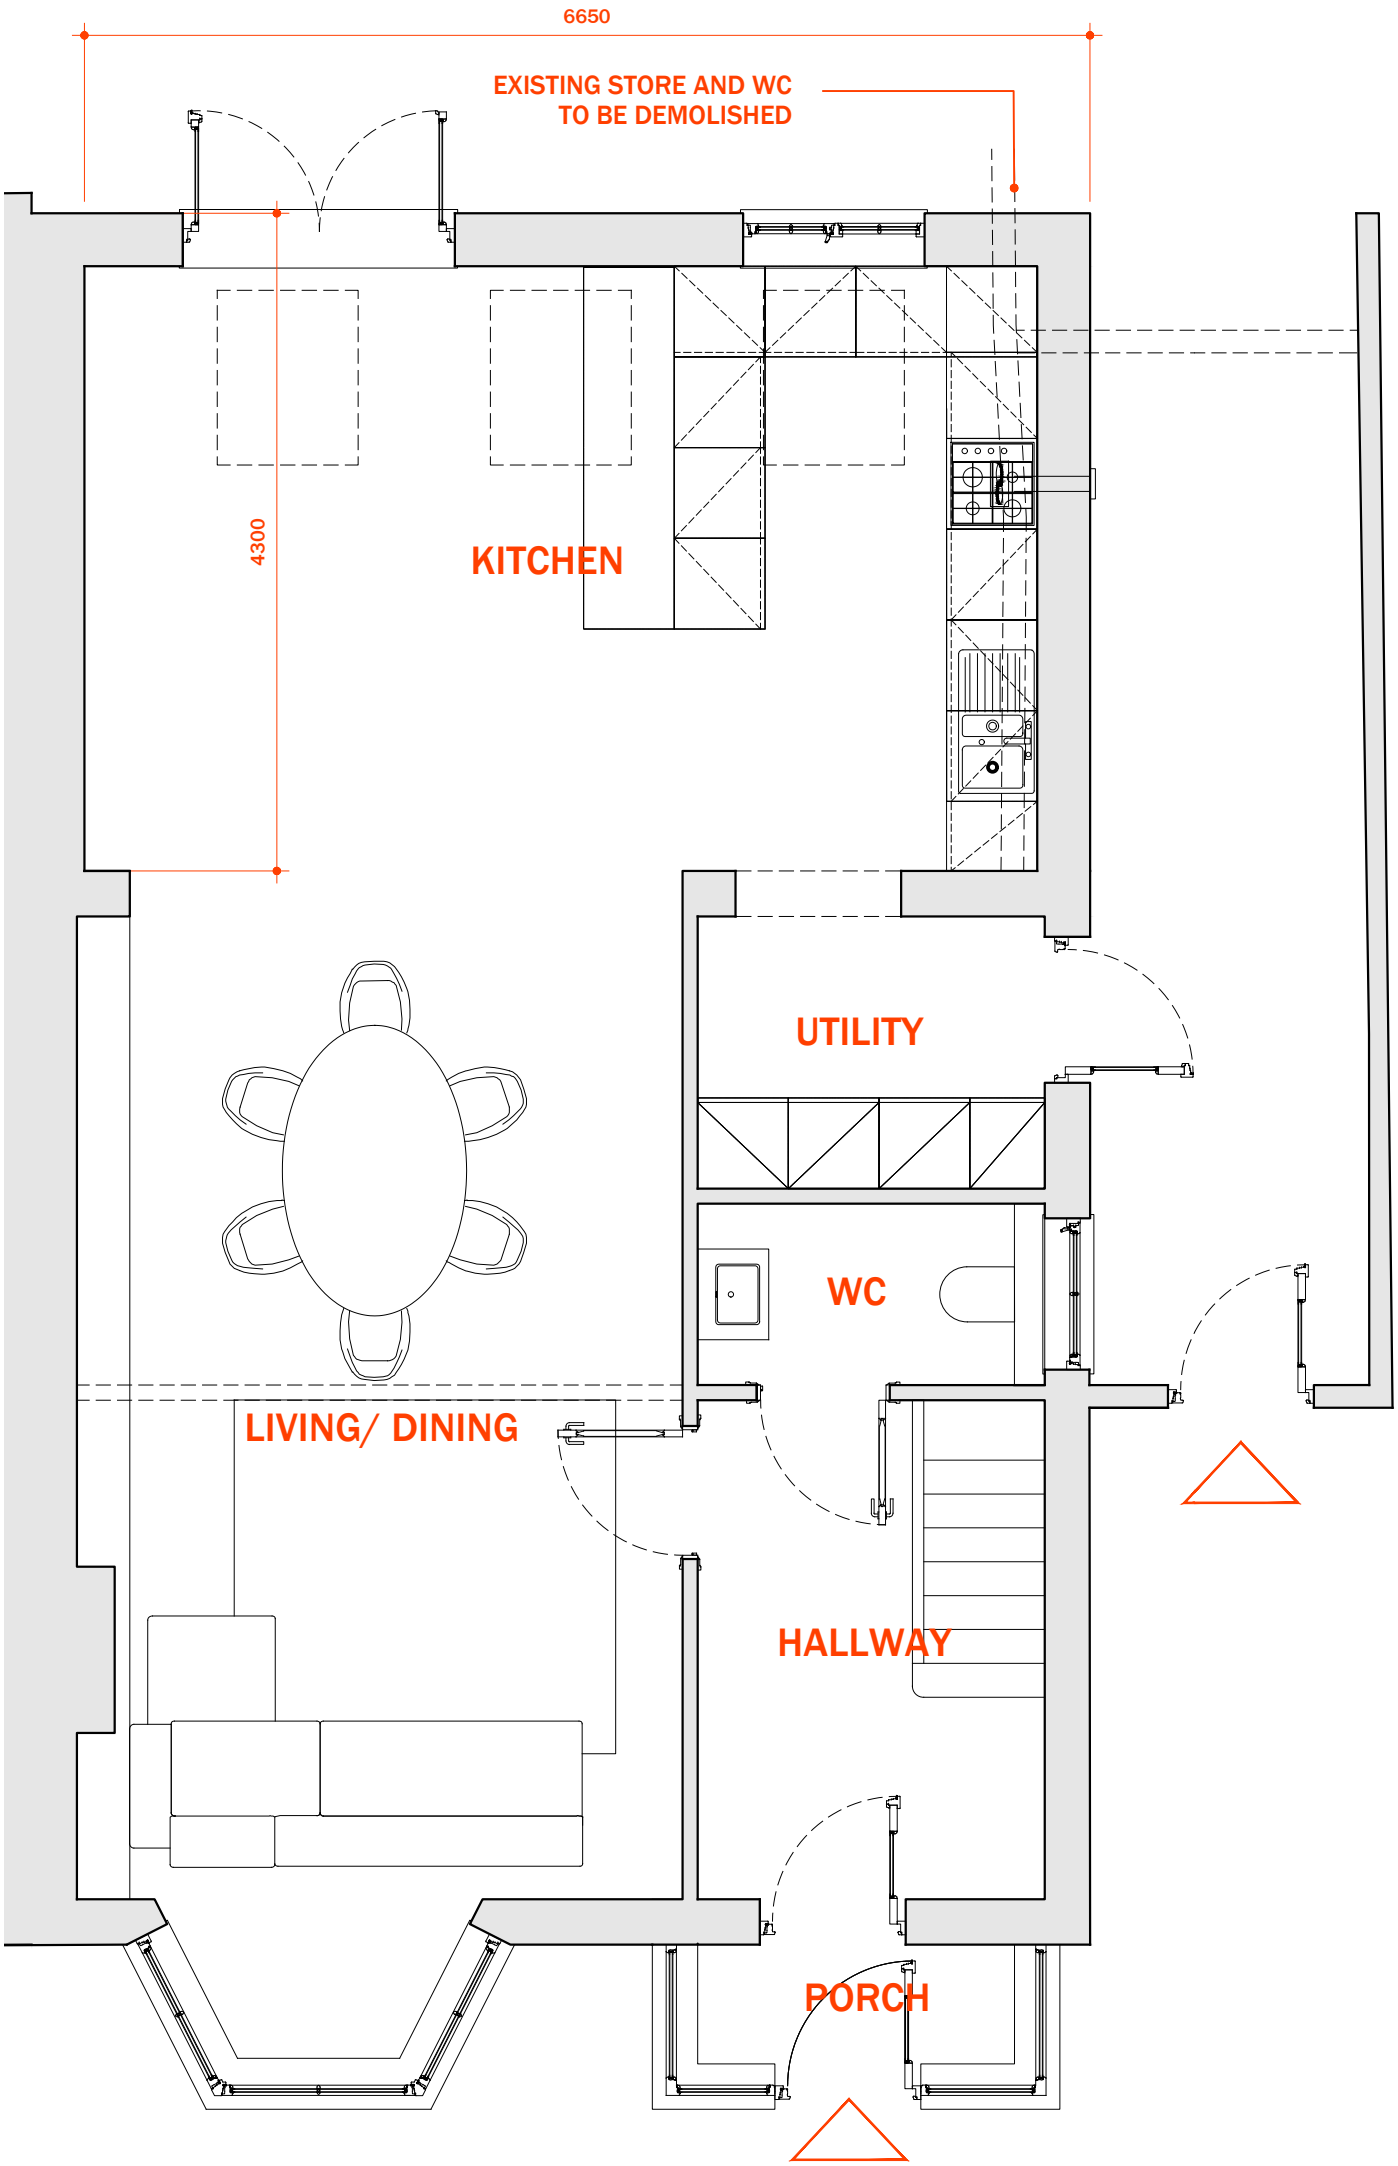 6650
EXISTING STORE AND WC
TO BE DEMOLISHED
4300
KITCHEN
UTILITY
WC
LIVING/ DINING
HALLWAY
PORCH